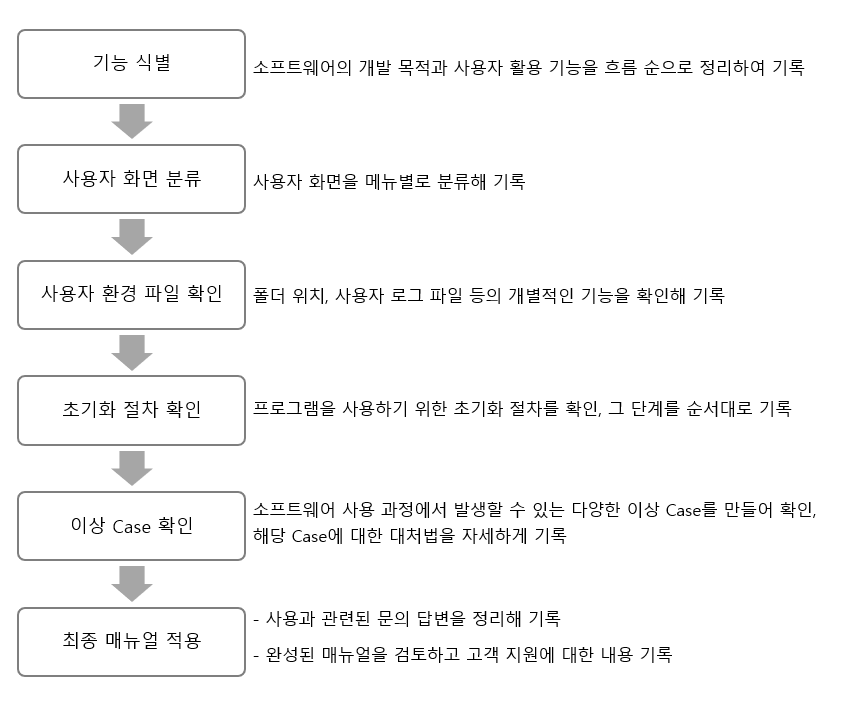 기능 식별
소프트웨어의 개발 목적과 사용자 활용 기능을 흐름 순으로 정리하여 기록
사용자 화면 분류
사용자 화면을 메뉴별로 분류해 기록
사용자 환경 파일 확인
폴더 위치, 사용자 로그 파일 등의 개별적인 기능을 확인해 기록
초기화 절차 확인
프로그램을 사용하기 위한 초기화 절차를 확인, 그 단계를 순서대로 기록
이상 Case 확인
소프트웨어 사용 과정에서 발생할 수 있는 다양한 이상 Case를 만들어 확인,
해당 Case에 대한 대처법을 자세하게 기록
최종 매뉴얼 적용
- 사용과 관련된 문의 답변을 정리해 기록
- 완성된 매뉴얼을 검토하고 고객 지원에 대한 내용 기록